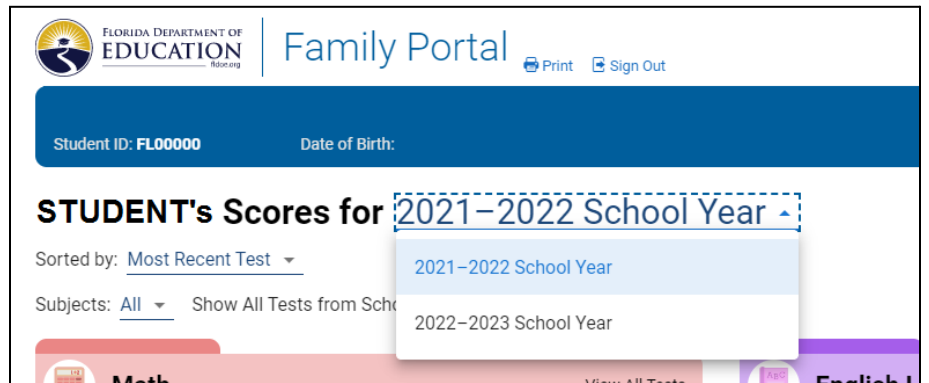 FLORIDA DEPARTMENT OF
EDUCATION
fldoe.org
Family Portal
Print Sign Out
Student ID: FL00000 Date of Birth:
STUDENT's Scores for 2021–2022 School Year
Sorted by: Most Recent Test
2021–2022 School Year
Subjects: All Show All Tests from
2022–2023 School Year
Math View All Tests English